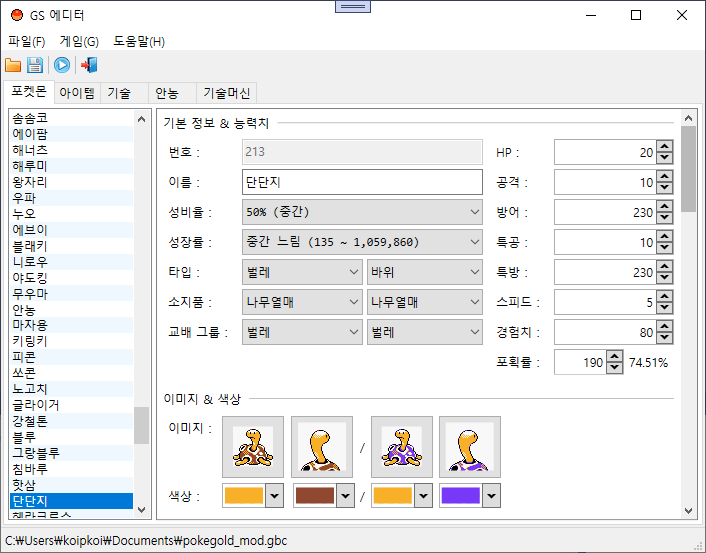 GS 에디터
파일(F) 게임(G) 도움말(H)
포켓몬 아이템 기술 안농 기술머신
솜솜코
에이팜
해너츠
해루미
왕자리
우파
누오
에브이
블래키
니로우
야도킹
무우마
안농
마자용
키링키
피콘
쏘콘
노고치
글라이거
강철톤
블루
그랑블루
침바루
핫삼
단단지
헤라크로스
기본 정보 & 능력치
번호 : 213
이름 : 단단지
성비율 : 50% (중간)
성장률 : 중간 느림 (135 ~ 1,059,860)
타입 : 벌레 바위
소지품 : 나무열매 나무열매
교배 그룹 : 벌레 벌레
HP : 20
공격 : 10
방어 : 230
특공 : 10
특방 : 230
스피드 : 5
경험치 : 80
포획률 : 190 74.51%
이미지 & 색상
이미지 : /
색상 : /
C:₩Users₩koipkoi₩Documents₩pokegold_mod.gbc